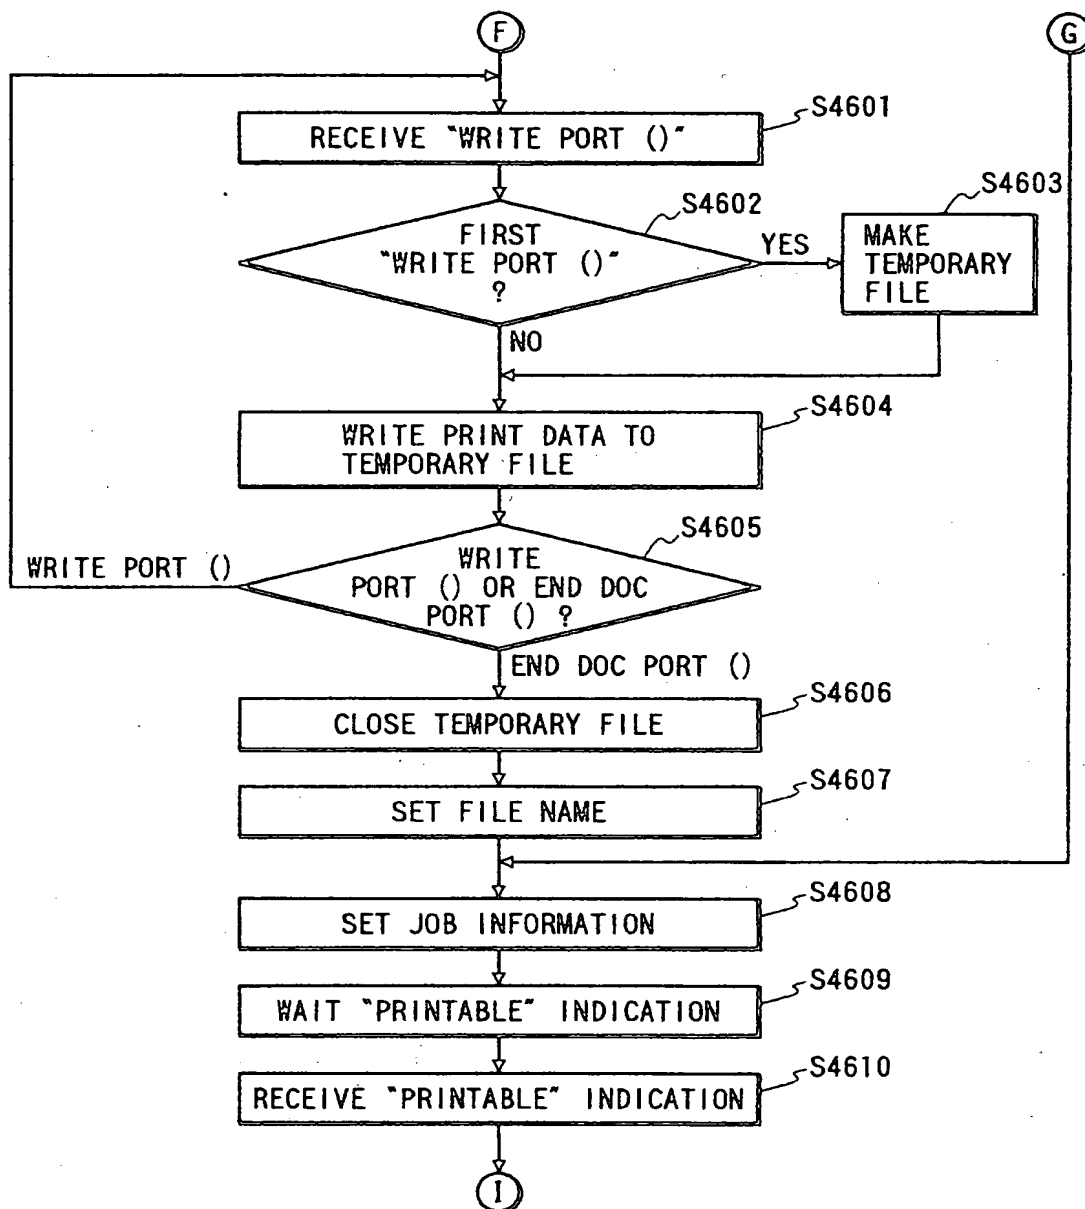 F
G
S4601
RECEIVE "WRITE PORT ()"
S4602
S4603
FIRST
"WRITE PORT ()"
?
YES
MAKE
TEMPORARY
FILE
NO
S4604
WRITE PRINT DATA TO
TEMPORARY FILE
S4605
WRITE PORT ()
WRITE
PORT () OR END DOC
PORT () ?
END DOC PORT ()
S4606
CLOSE TEMPORARY FILE
S4607
SET FILE NAME
S4608
SET JOB INFORMATION
S4609
WAIT "PRINTABLE" INDICATION
S4610
RECEIVE "PRINTABLE" INDICATION
I